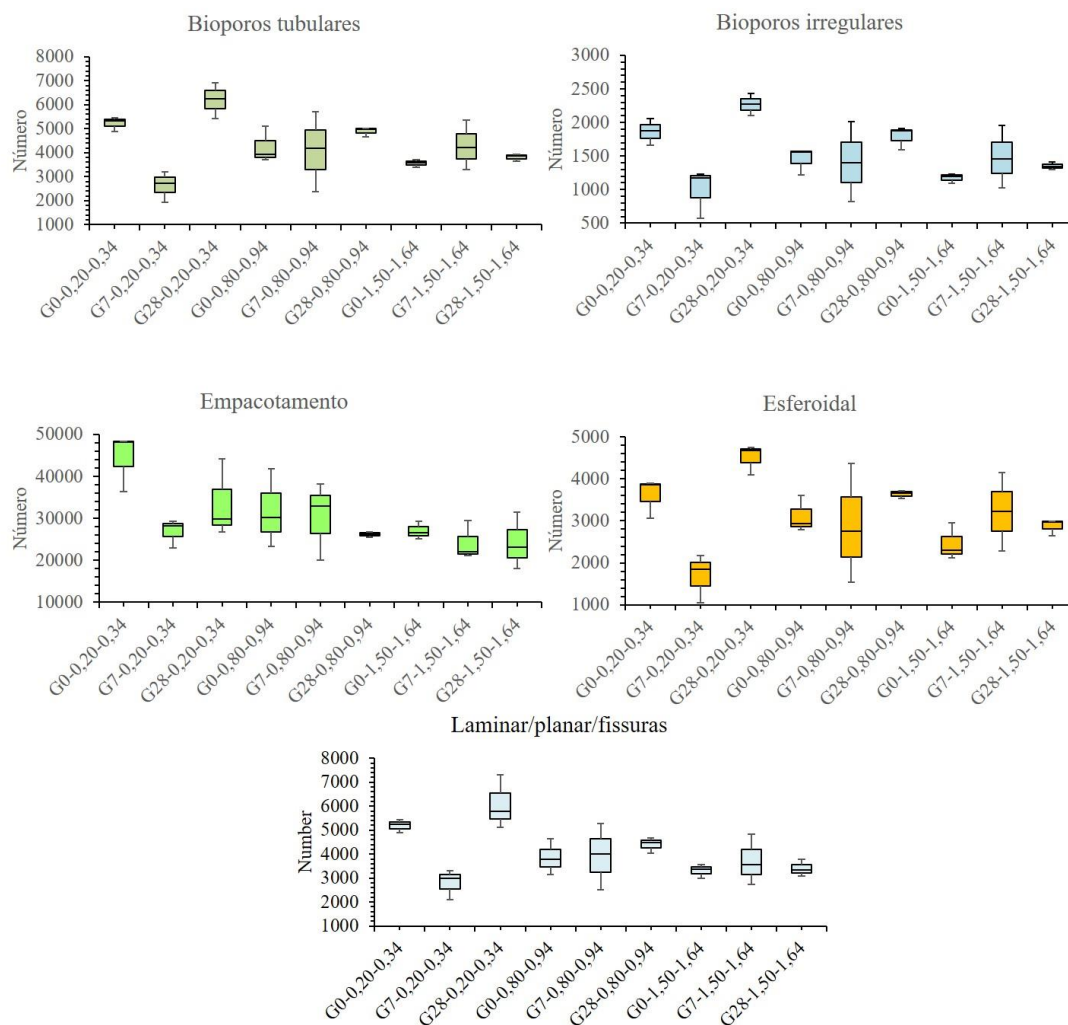 Bioporos tubulares
Número
8000
7000
6000
5000
4000
3000
2000
1000
G0-0,20-0,34
G7-0,20-0,34
G28-0,20-0,34
G0-0,80-0,94
G7-0,80-0,94
G28-0,80-0,94
G0-1,50-1,64
G7-1,50-1,64
G28-1,50-1,64
Bioporos irregulares
Número
3000
2500
2000
1500
1000
500
G0-0,20-0,34
G7-0,20-0,34
G28-0,20-0,34
G0-0,80-0,94
G7-0,80-0,94
G28-0,80-0,94
G0-1,50-1,64
G7-1,50-1,64
G28-1,50-1,64
Empacotamento
Número
50000
40000
30000
20000
10000
G0-0,20-0,34
G7-0,20-0,34
G28-0,20-0,34
G0-0,80-0,94
G7-0,80-0,94
G28-0,80-0,94
G0-1,50-1,64
G7-1,50-1,64
G28-1,50-1,64
Esferoidal
Número
5000
4000
3000
2000
1000
G0-0,20-0,34
G7-0,20-0,34
G28-0,20-0,34
G0-0,80-0,94
G7-0,80-0,94
G28-0,80-0,94
G0-1,50-1,64
G7-1,50-1,64
G28-1,50-1,64
Laminar/planar/fissuras
Number
8000
7000
6000
5000
4000
3000
2000
1000
G0-0,20-0,34
G7-0,20-0,34
G28-0,20-0,34
G0-0,80-0,94
G7-0,80-0,94
G28-0,80-0,94
G0-1,50-1,64
G7-1,50-1,64
G28-1,50-1,64